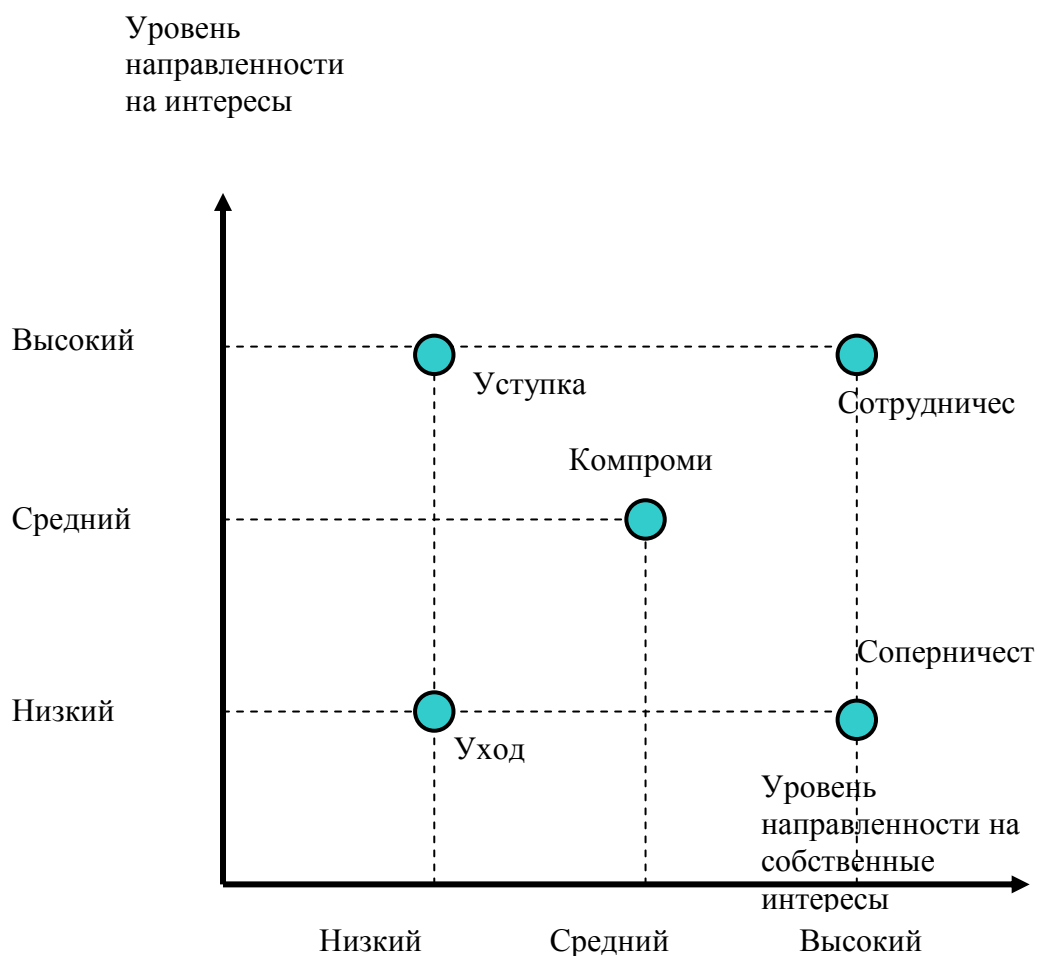 Уровень
направленности
на интересы
Высокий
Уступка
Сотрудничес
Компроми
Средний
Соперничест
Низкий
Уход
Уровень
направленности на
собственные
интересы
Низкий Средний Высокий